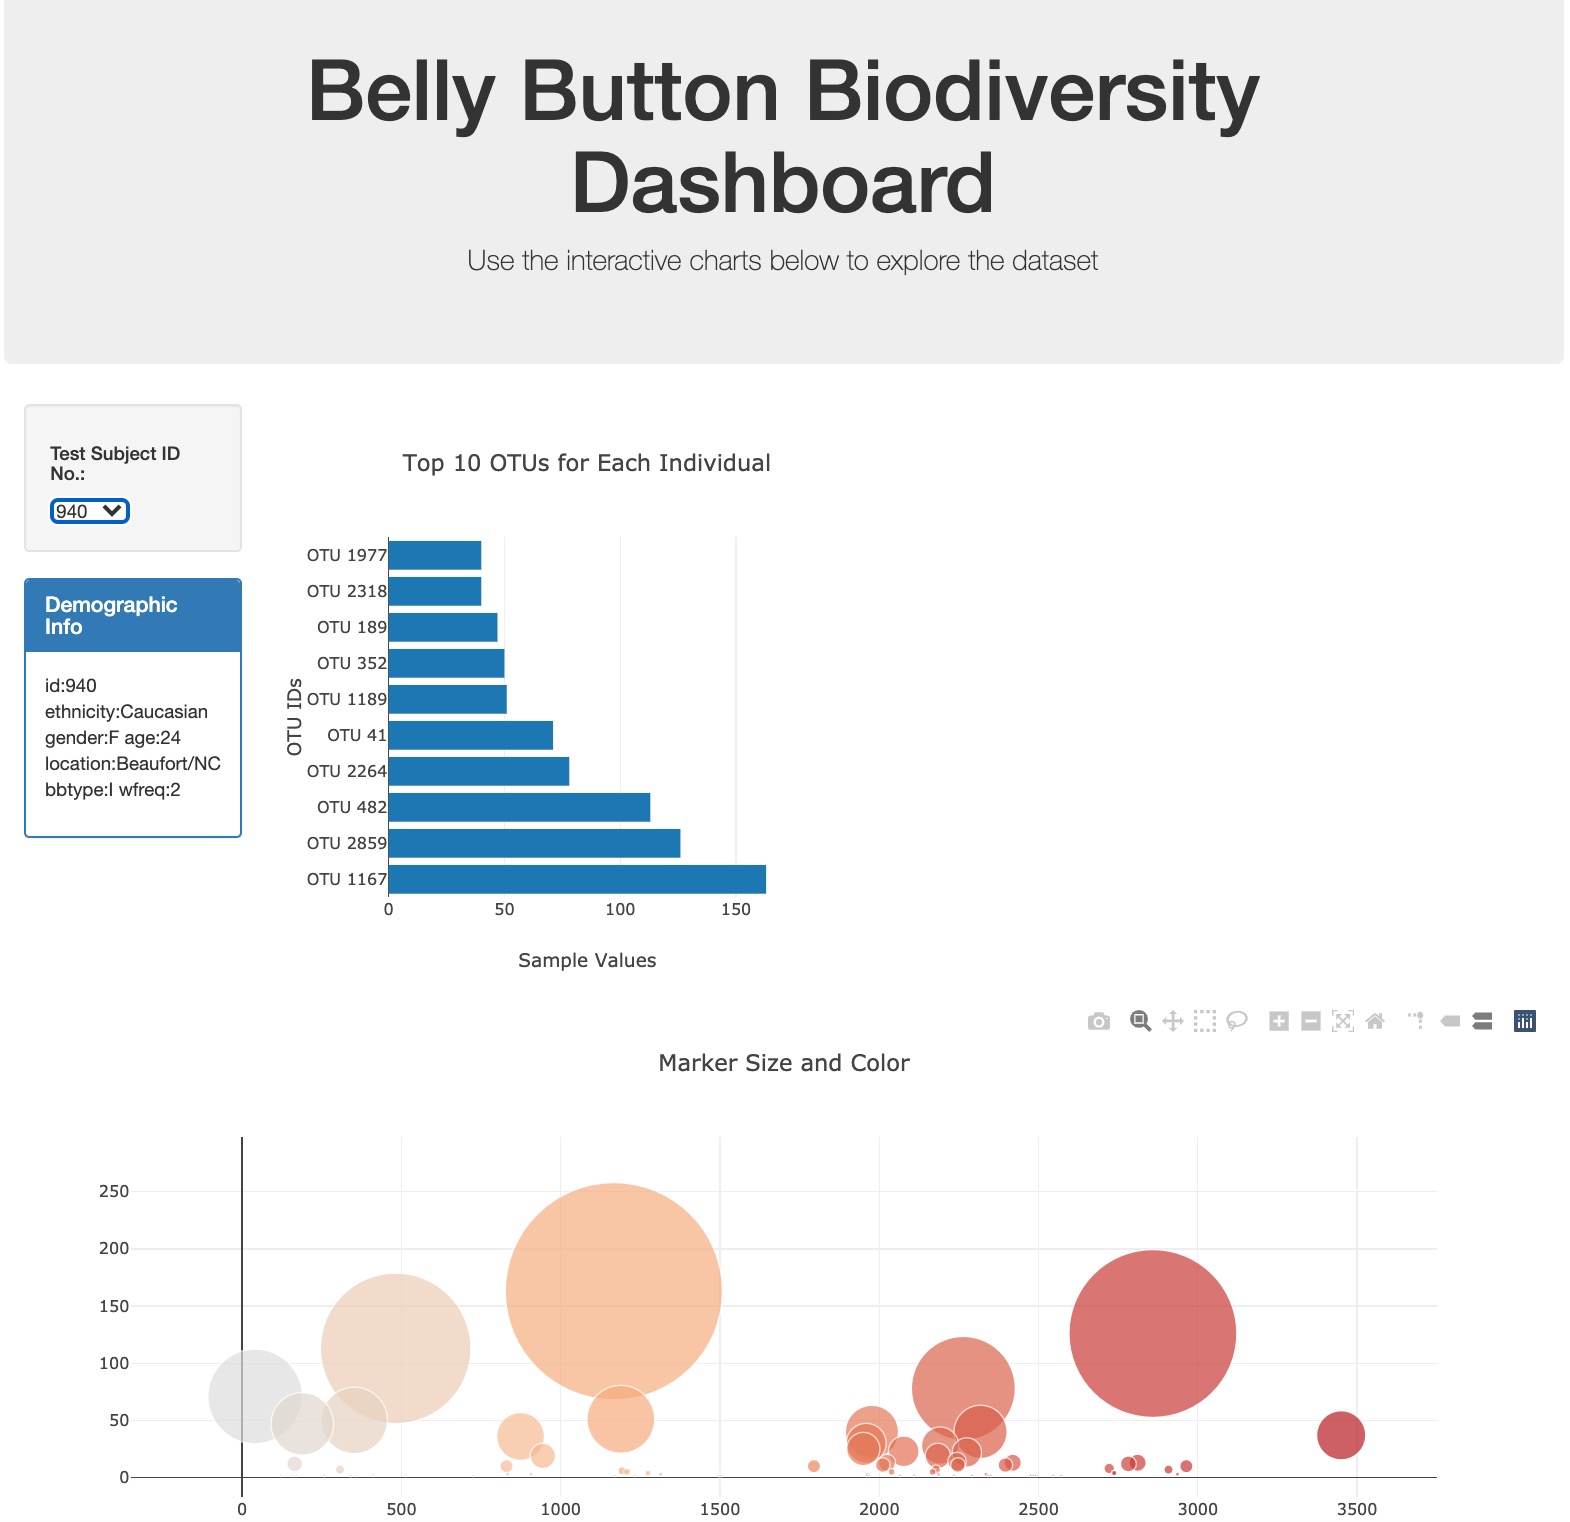 Belly Button Biodiversity
Dashboard
Use the interactive charts below to explore the dataset
Test Subject ID
No.:
940
Demographic
Info
id:940
ethnicity:Caucasian
gender:F age:24
location:Beaufort/NC
bbtype:I wfreq:2
Top 10 OTUs for Each Individual
OTU IDs
OTU 1977
OTU 2318
OTU 189
OTU 352
OTU 1189
OTU 41
OTU 2264
OTU 482
OTU 2859
OTU 1167
0 50 100 150
Sample Values
Marker Size and Color
250
200
150
100
50
0
0 500 1000 1500 2000 2500 3000 3500